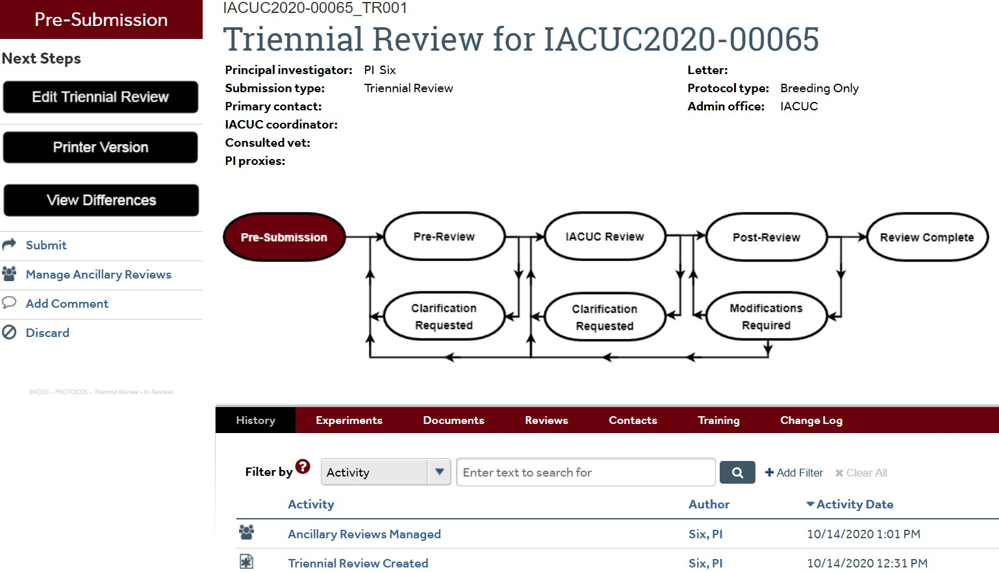 Pre-Submission
Next Steps
Edit Triennial Review
Printer Version
View Differences
Submit
Manage Ancillary Reviews
Add Comment
Discard
(IACUC - PROTOCOL - Triennial Review - In-Review)
IACUC2020-00065_TR001
Triennial Review for IACUC2020-00065
Principal investigator: PI Six
Submission type: Triennial Review
Primary contact:
IACUC coordinator:
Consulted vet:
PI proxies:
Letter:
Protocol type: Breeding Only
Admin office: IACUC
Pre-Submission
Pre-Review
IACUC Review
Post-Review
Review Complete
Clarification
Requested
Clarification
Requested
Modifications
Required
History Experiments Documents Reviews Contacts Training Change Log
Filter by ? Activity Enter text to search for Add Filter Clear All
Activity Author Activity Date
Ancillary Reviews Managed Six, PI 10/14/2020 1:01 PM
Triennial Review Created Six, PI 10/14/2020 12:31 PM